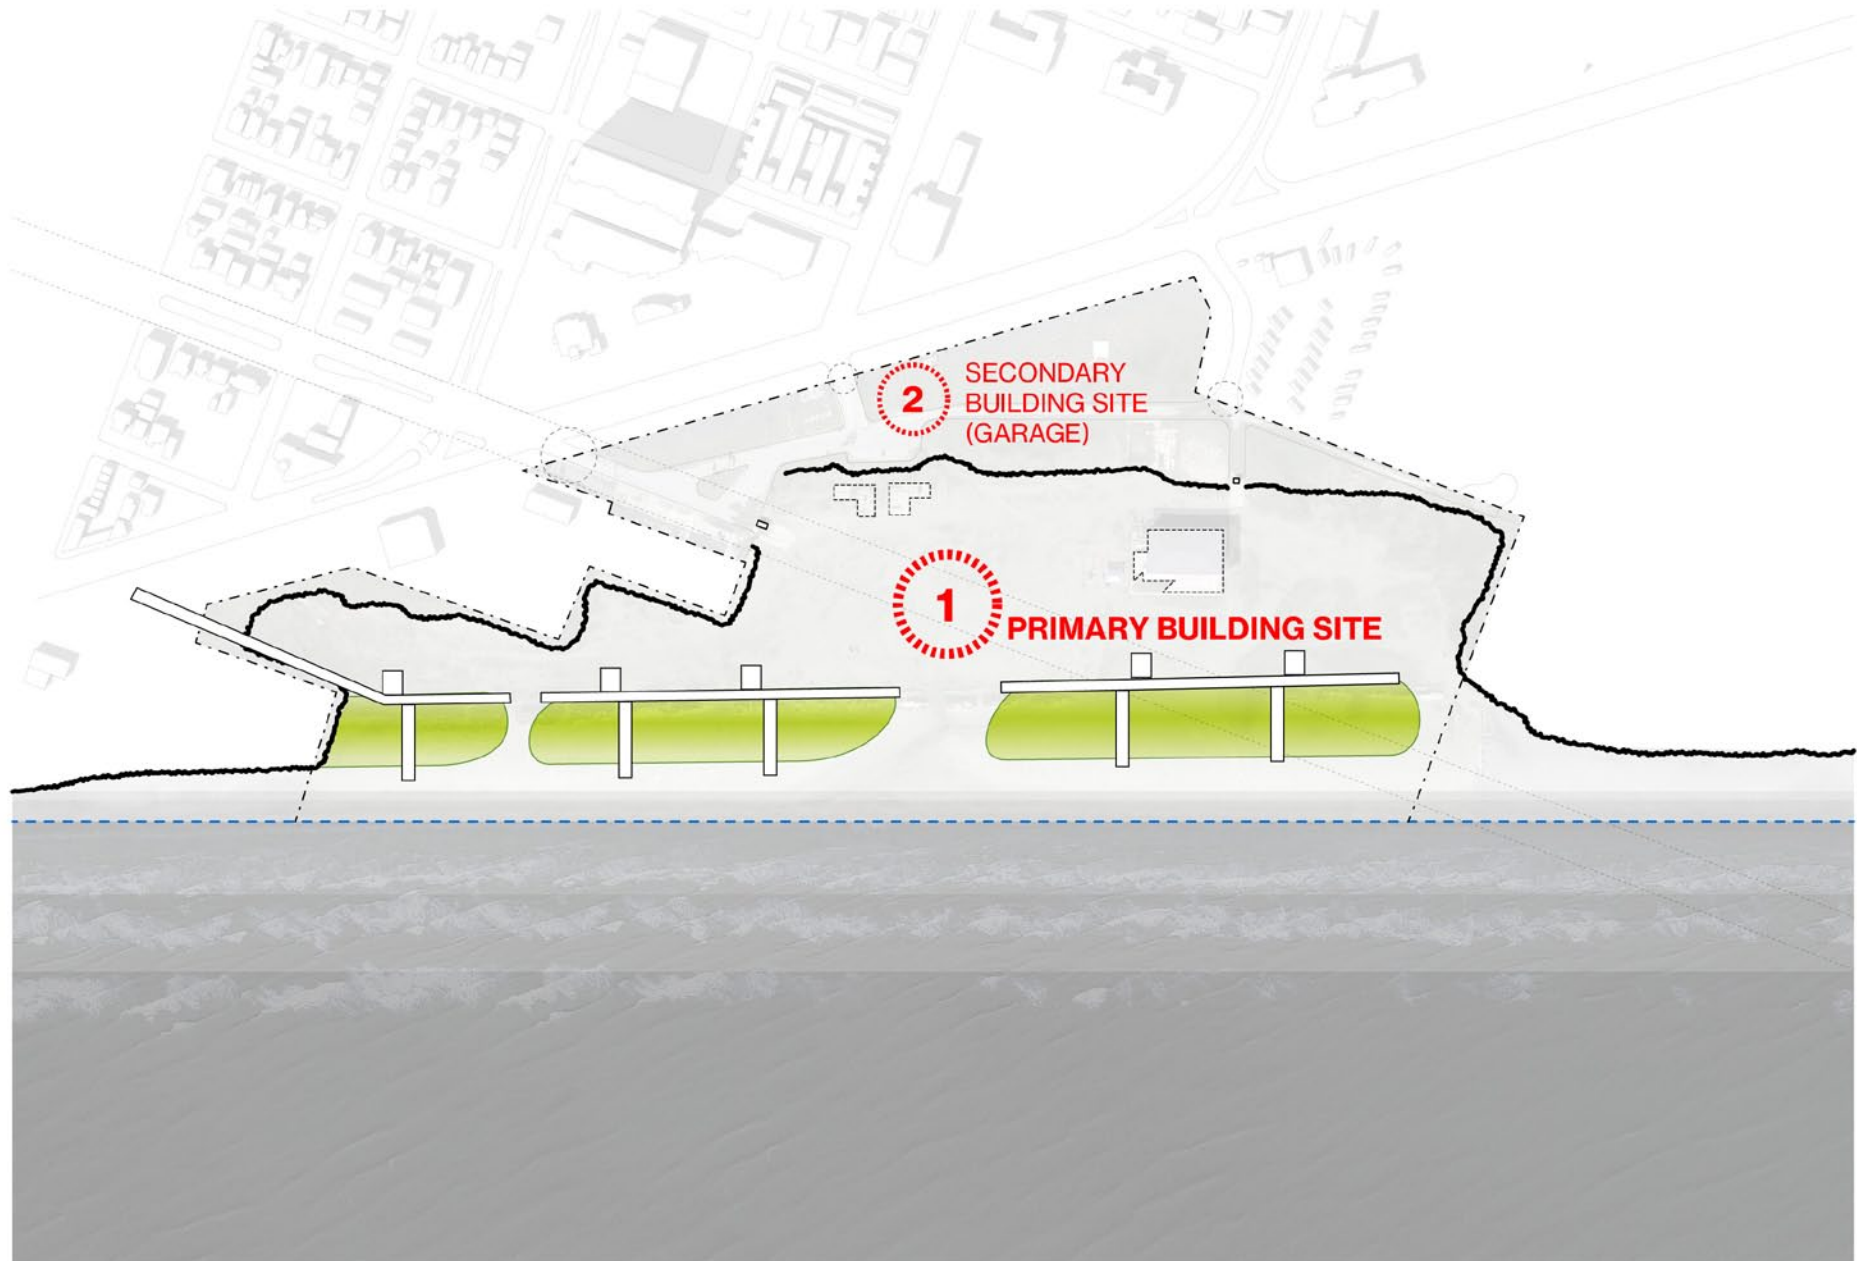 2
SECONDARY
BUILDING SITE
(GARAGE)
1
PRIMARY BUILDING SITE